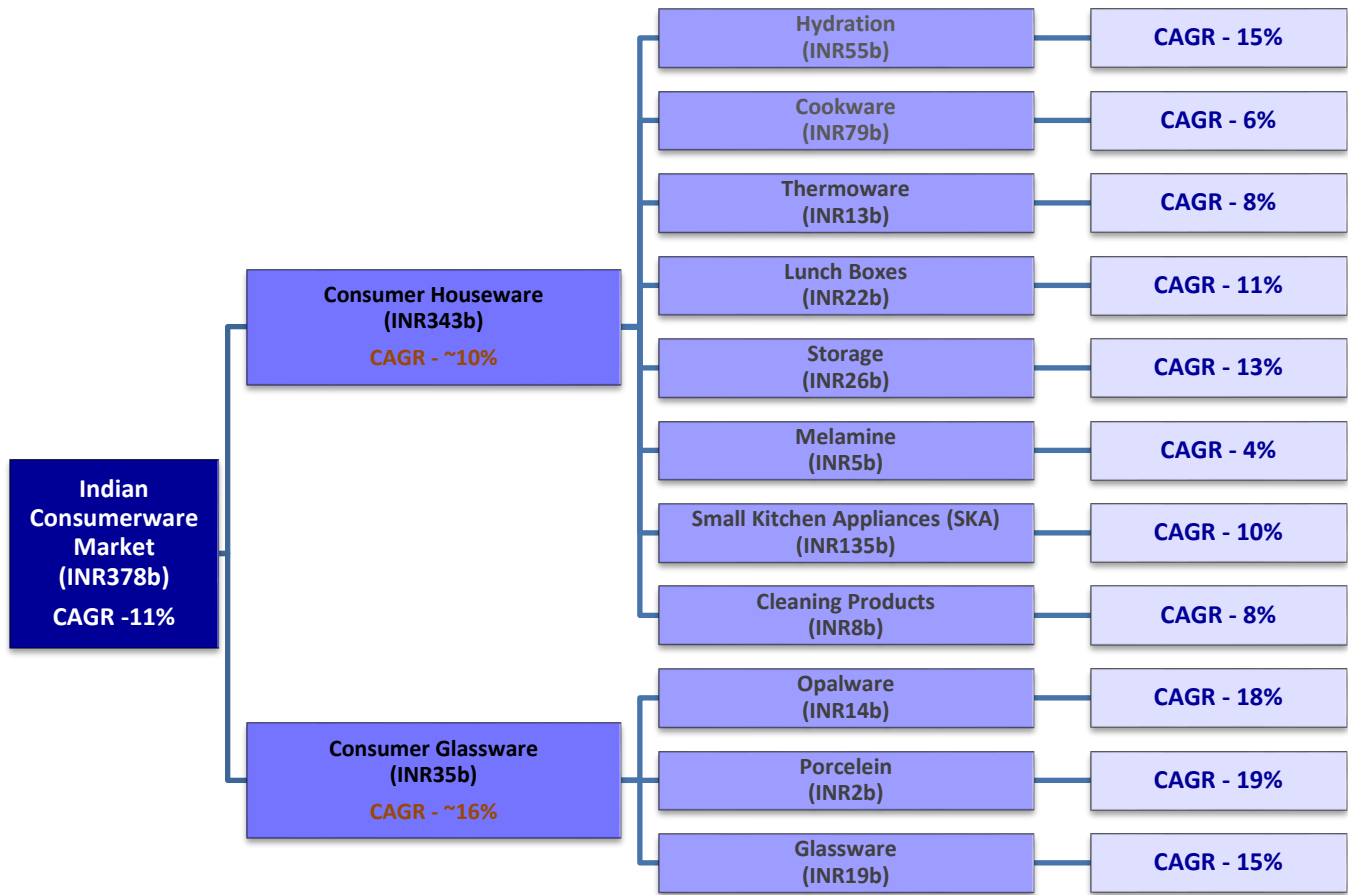 Indian
Consumerware
Market
(INR378b)
CAGR -11%
Consumer Houseware
(INR343b)
CAGR - ~10%
Hydration
(INR55b)
CAGR - 15%
Cookware
(INR79b)
CAGR - 6%
Thermoware
(INR13b)
CAGR - 8%
Lunch Boxes
(INR22b)
CAGR - 11%
Storage
(INR26b)
CAGR - 13%
Melamine
(INR5b)
CAGR - 4%
Small Kitchen Appliances (SKA)
(INR135b)
CAGR - 10%
Cleaning Products
(INR8b)
CAGR - 8%
Consumer Glassware
(INR35b)
CAGR - ~16%
Opalware
(INR14b)
CAGR - 18%
Porcelein
(INR2b)
CAGR - 19%
Glassware
(INR19b)
CAGR - 15%